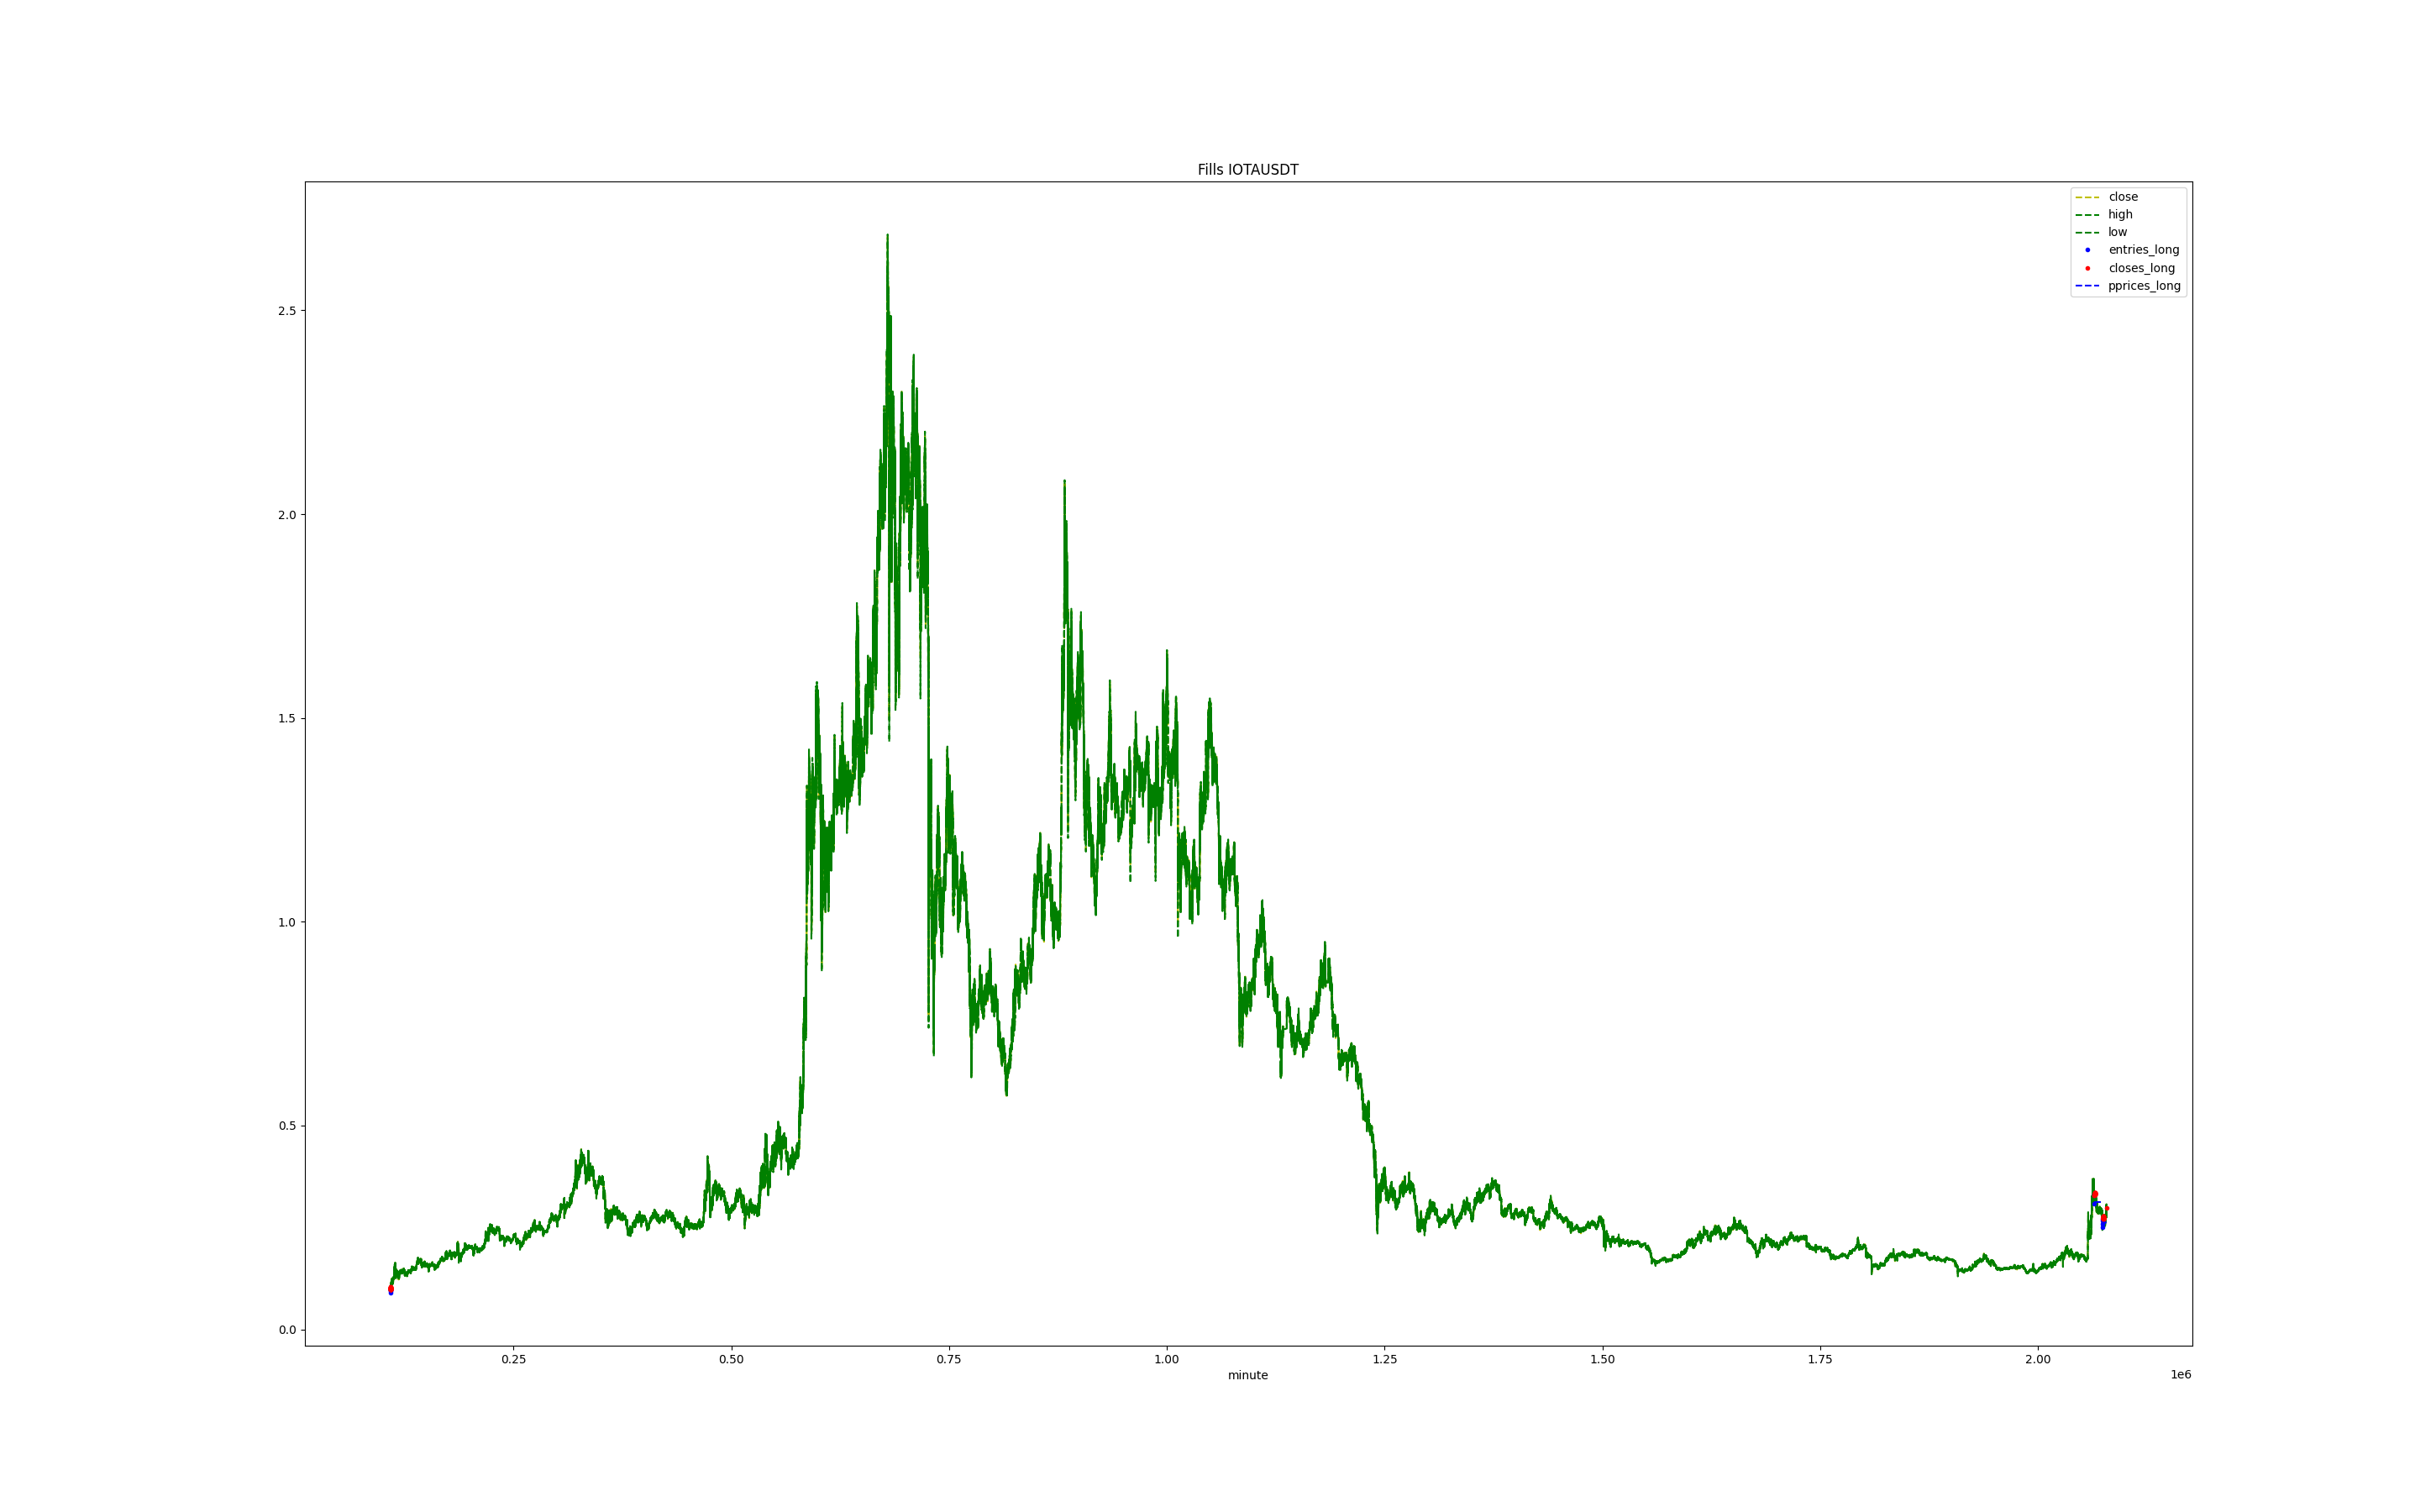 Fills IOTAUSDT
close
high
low
entries_long
closes_long
pprices_long
2.5
2.0
1.5
1.0
0.5
0.0
0.25 0.50 0.75 1.00 1.25 1.50 1.75 2.00
minute
1e6